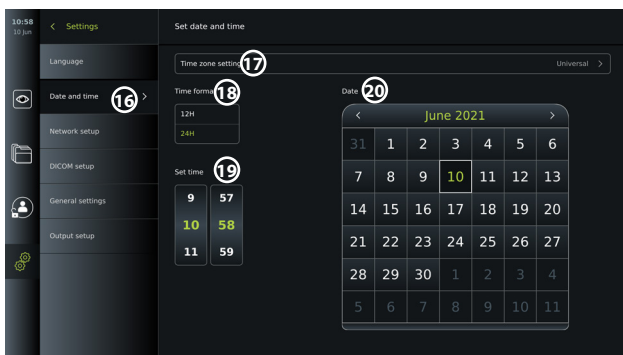 10:58
10 Jun
Settings
Language
Date and time 16
Network setup
DICOM setup
General settings
Output setup
Set date and time
Time zone setting 17 Universal
Time format 18
12H
24H
Set time 19
9 57
10 58
11 59
Date 20
June 2021
31 1 2 3 4 5 6
7 8 9 10 11 12 13
14 15 16 17 18 19 20
21 22 23 24 25 26 27
28 29 30 1 2 3 4
5 6 7 8 9 10 11